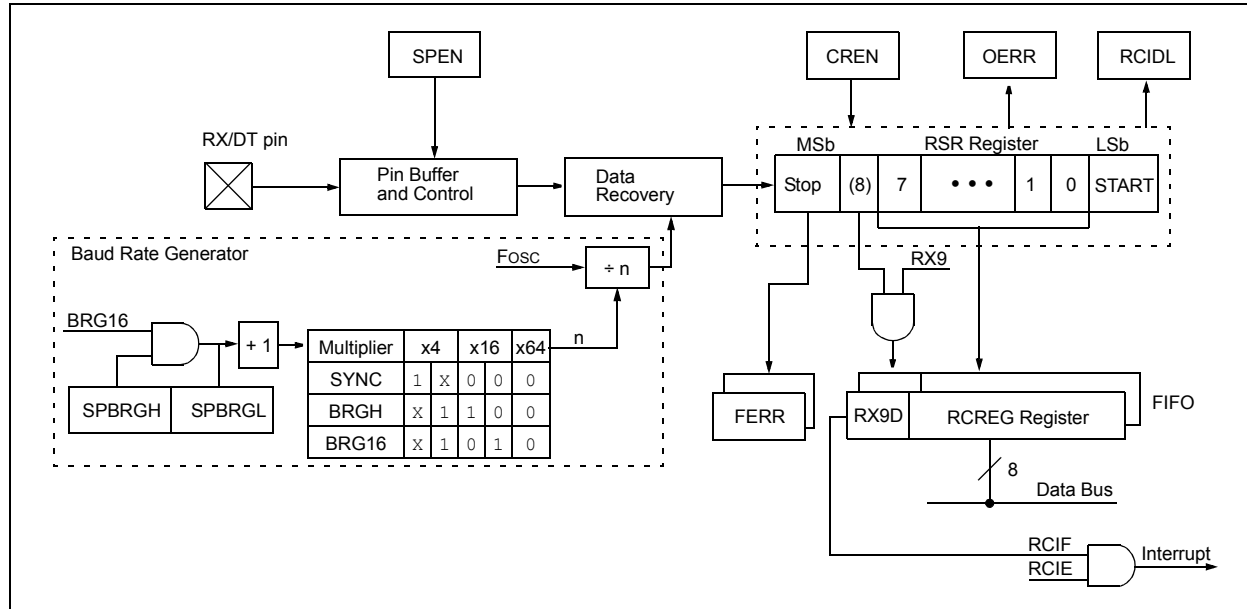 SPEN
CREN
OERR
RCIDL
RX/DT pin
MSb
RSR Register
LSb
Pin Buffer
and Control
Data
Recovery
Stop (8) 7 • • • 1 0 START
Baud Rate Generator
FOSC
÷ n
RX9
BRG16
+ 1
n
Multiplier x4 x16 x64
SYNC 1 X 0 0 0
BRGH X 1 1 0 0
BRG16 X 1 0 1 0
SPBRGH SPBRGL
FERR
RX9D RCREG Register
FIFO
8
Data Bus
RCIF
RCIE
Interrupt